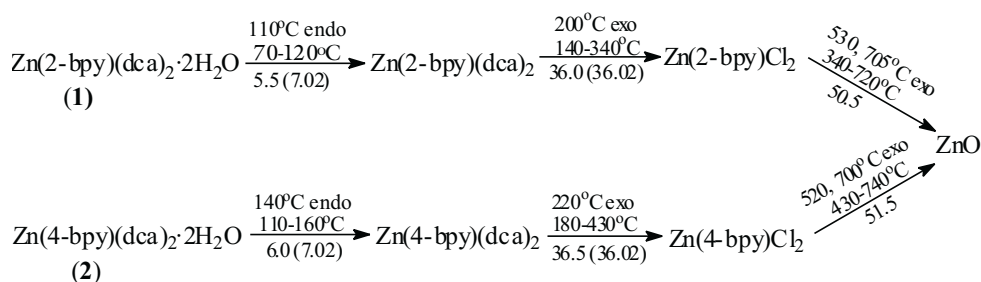 110°C endo
200°C exo
530, 705°C exo
Zn(2-bpy)(dca)₂·2H₂O 70-120°C Zn(2-bpy)(dca)₂ 140-340°C Zn(2-bpy)Cl₂ 340-720°C
5.5 (7.02)
36.0 (36.02)
50.5
(1)
ZnO
140°C endo
220°C exo
520, 700°C exo
Zn(4-bpy)(dca)₂·2H₂O 110-160°C Zn(4-bpy)(dca)₂ 180-430°C Zn(4-bpy)Cl₂ 430-740°C
6.0 (7.02)
36.5 (36.02)
51.5
(2)